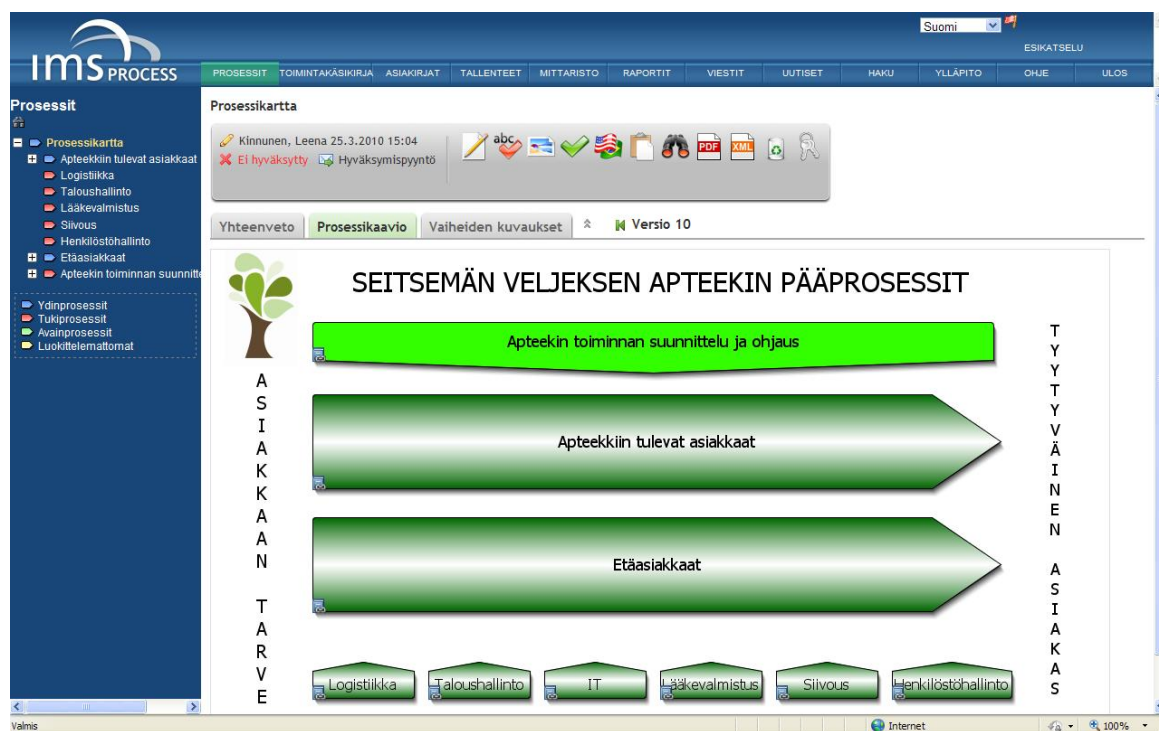 Suomi
ESIKATSELU
ims PROCESS
PROSESSIT TOIMINTAKÄSIKIRJA ASIAKIRJAT TALLENTEET MITTARISTO RAPORTIT VIESTIT UUTISET HAKU YLLÄPITO OHJE ULOS
Prosessit
Prosessikartta
Apteekkiin tulevat asiakkaat
Logistiikka
Taloushallinto
Lääkevalmistus
Siivous
Henkilöstöhallinto
Etäasiakkaat
Apteekin toiminnan suunnitte
Ydinprosessit
Tukiprosessit
Avainprosessit
Luokittelemattomat
Prosessikartta
Kinnunen, Leena 25.3.2010 15:04
Ei hyväksytty Hyväksymispyyntö
abc
PDF XML
Yhteenveto Prosessikaavio Vaiheiden kuvaukset Versio 10
SEITSEMÄN VELJEKSEN APTEEKIN PÄÄPROSESSIT
ASIAKKAAN TARVE
Apteekin toiminnan suunnittelu ja ohjaus
Apteekkiin tulevat asiakkaat
Etäasiakkaat
TYYTYVÄINEN ASIAKAS
Logistiikka Taloushallinto IT Lääkevalmistus Siivous Henkilöstöhallinto
Valmis Internet 100%